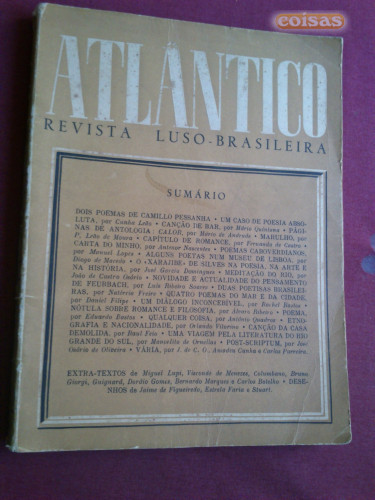 coisas
ATLÂNTICO
REVISTA LUSO-BRASILEIRA
SUMÁRIO
DOIS POEMAS DE CAMILLO PESSANHA • UM CASO DE POESIA ABSO-
LUTA, por Cunha Leão • CANÇÃO DE BAR, por Mário Quintana • PÁGI-
NAS DE ANTOLOGIA: CALOR, por Mário de Andrade • MARULHO, por
P.e Leão de Moura • CAPÍTULO DE ROMANCE, por Fernanda de Castro •
CARTA DO MINHO, por Antenor Nascentes • POEMAS CABOVERDEANOS,
por Manuel Lopes • ALGUNS POETAS NUM MUSEU DE LISBOA, por
Diogo de Macedo • O «XARAJIBE» DE SILVES NA POESIA, NA ARTE E
NA HISTÓRIA, por José Garcia Domingues • MEDITAÇÃO DO RIO, por
João de Castro Osório • NOVIDADE E ACTUALIDADE DO PENSAMENTO
DE FEUERBACH, por Luís Ribeiro Soares • DUAS POETISAS BRASILEI-
RAS, por Natércia Freire • QUATRO POEMAS DO MAR E DA CIDADE,
por Daniel Filipe • UM DIÁLOGO INCONCEBÍVEL, por Rachel Bastos •
NÓTULA SOBRE ROMANCE E FILOSOFIA, por Álvaro Ribeiro • POEMA,
por Eduardo Bastos • QUALQUER COISA, por António Quadros • ETNO-
GRAFIA E NACIONALIDADE, por Orlando Vitorino • CANÇÃO DA CASA
DEMOLIDA, por Raul Feio • UMA VIAGEM PELA LITERATURA DO RIO
GRANDE DO SUL, por Manoelito de Ornellas • POST-SCRIPTUM, por José
Osório de Oliveira • VÁRIA, por J. de C. O., Amadeu Cunha e Carlos Parreira.
EXTRA-TEXTOS de Miguel Lupi, Visconde de Menezes, Columbano, Bruno
Giorgi, Guignard, Dordio Gomes, Bernardo Marques e Carlos Botelho • DESE-
NHOS de Jaime de Figueiredo, Estrela Faria e Stuart.